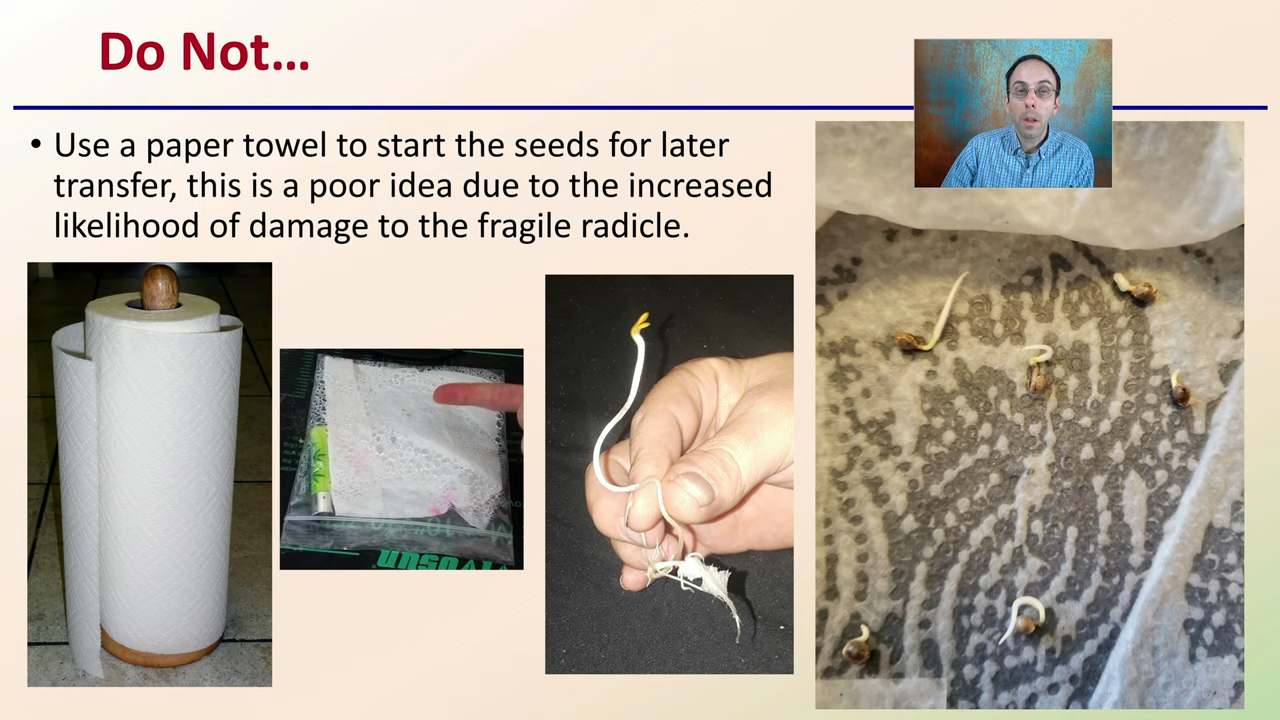 Do Not...
• Use a paper towel to start the seeds for later
transfer, this is a poor idea due to the increased
likelihood of damage to the fragile radicle.